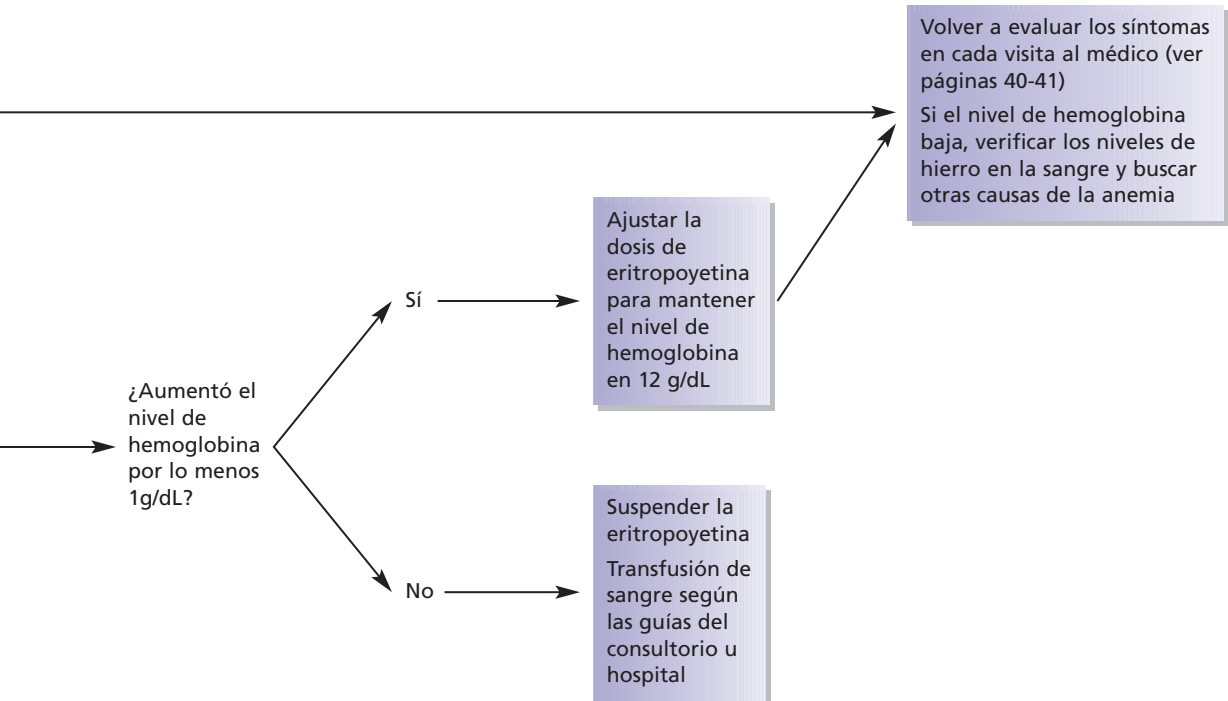 Volver a evaluar los síntomas
en cada visita al médico (ver
páginas 40-41)
Si el nivel de hemoglobina
baja, verificar los niveles de
hierro en la sangre y buscar
otras causas de la anemia
Ajustar la
dosis de
eritropoyetina
para mantener
el nivel de
hemoglobina
en 12 g/dL
Sí
¿Aumentó el
nivel de
hemoglobina
por lo menos
1g/dL?
No
Suspender la
eritropoyetina
Transfusión de
sangre según
las guías del
consultorio u
hospital